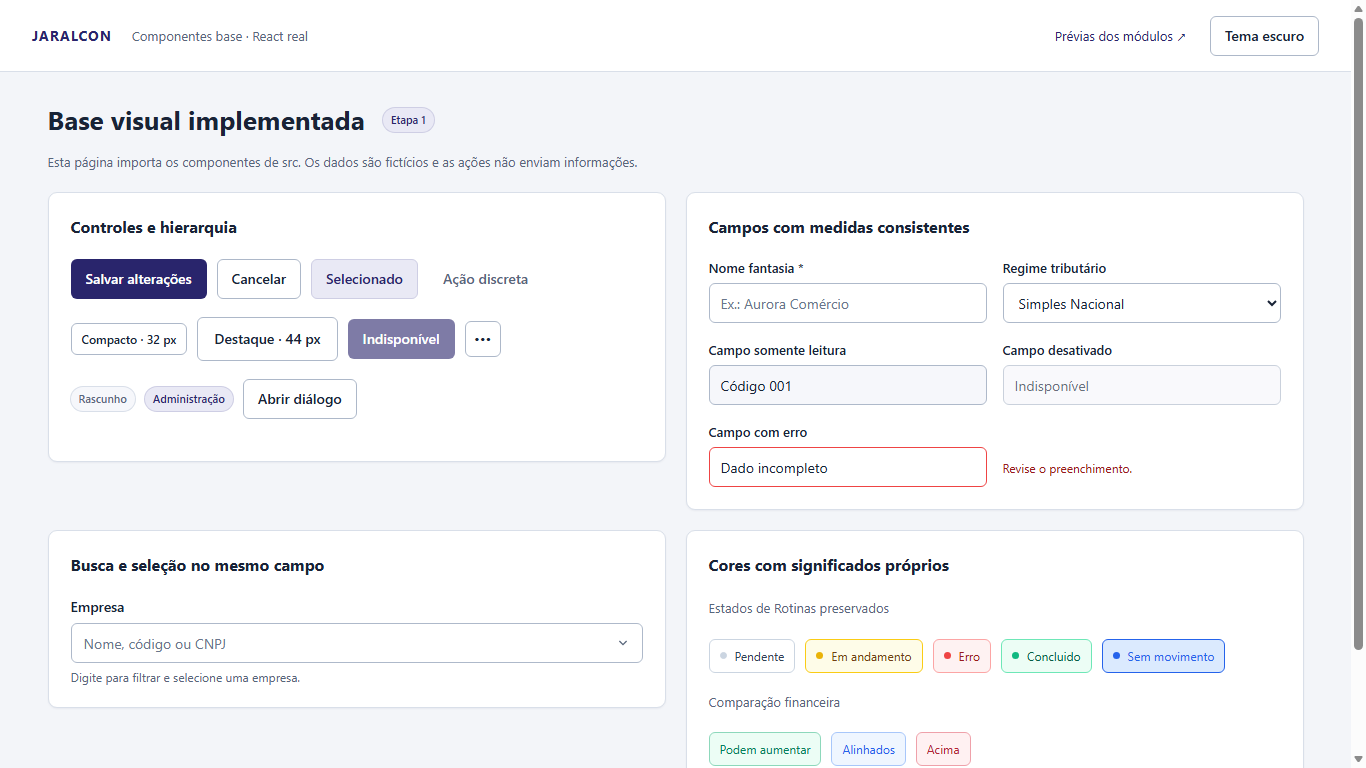 JARALCON Componentes base · React real Prévias dos módulos ↗ Tema escuro
Base visual implementada Etapa 1
Esta página importa os componentes de src. Os dados são fictícios e as ações não enviam informações.
Controles e hierarquia
Salvar alterações Cancelar Selecionado Ação discreta
Compacto · 32 px Destaque · 44 px Indisponível ···
Rascunho Administração Abrir diálogo
Campos com medidas consistentes
Nome fantasia * Regime tributário
Ex.: Aurora Comércio Simples Nacional
Campo somente leitura Campo desativado
Código 001 Indisponível
Campo com erro
Dado incompleto Revise o preenchimento.
Busca e seleção no mesmo campo
Empresa
Nome, código ou CNPJ
Digite para filtrar e selecione uma empresa.
Cores com significados próprios
Estados de Rotinas preservados
Pendente Em andamento Erro Concluido Sem movimento
Comparação financeira
Podem aumentar Alinhados Acima